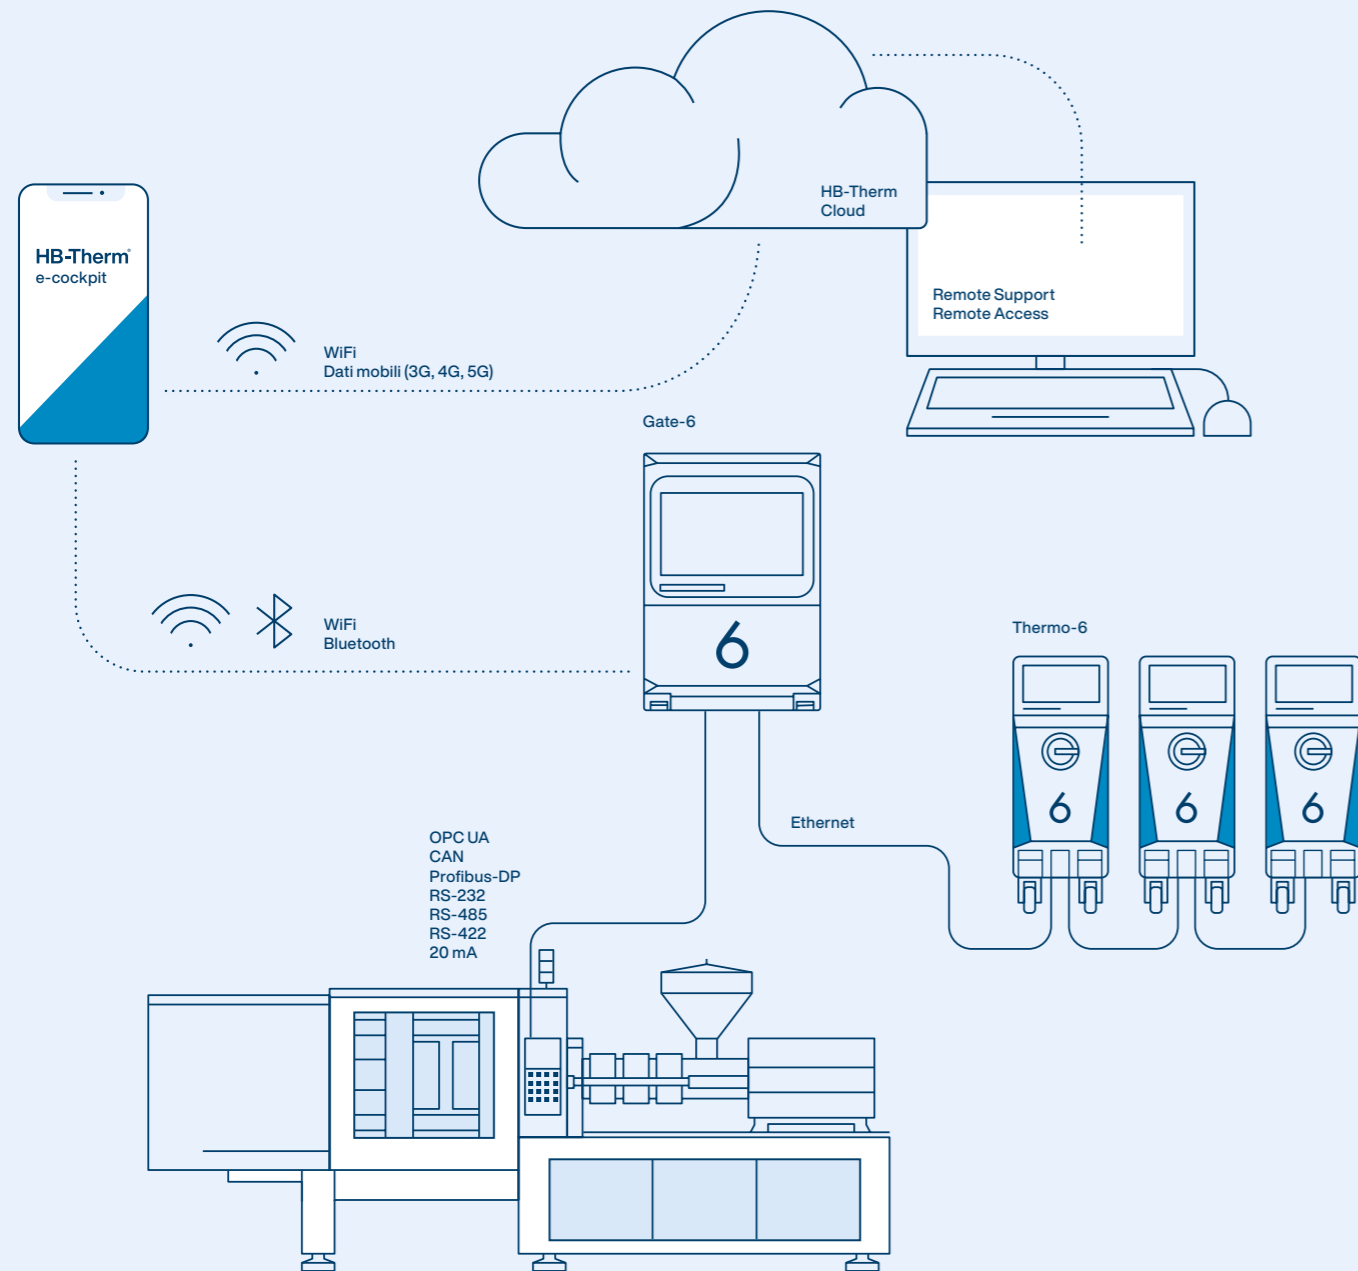 HB-Therm
Cloud
HB-Therm®
e-cockpit
Remote Support
Remote Access
WiFi
Dati mobili (3G, 4G, 5G)
Gate-6
6
WiFi
Bluetooth
Thermo-6
6
6
6
Ethernet
OPC UA
CAN
Profibus-DP
RS-232
RS-485
RS-422
20 mA